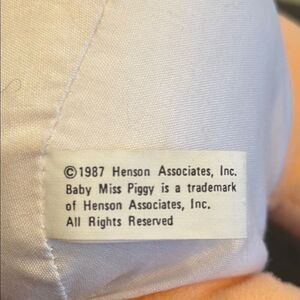 ©1987 Henson Associates, Inc.
Baby Miss Piggy is a trademark
of Henson Associates, Inc.
All Rights Reserved